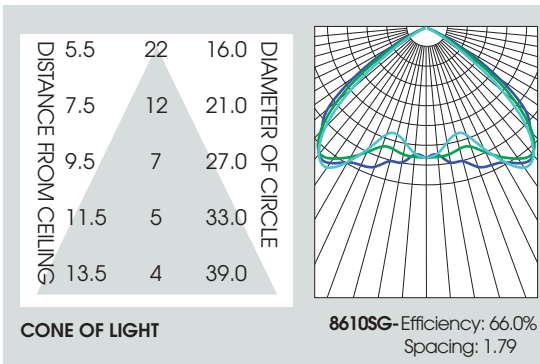 DISTANCE FROM CEILING
DIAMETER OF CIRCLE
5.5 22 16.0
7.5 12 21.0
9.5 7 27.0
11.5 5 33.0
13.5 4 39.0
CONE OF LIGHT
8610SG-Efficiency: 66.0%
Spacing: 1.79